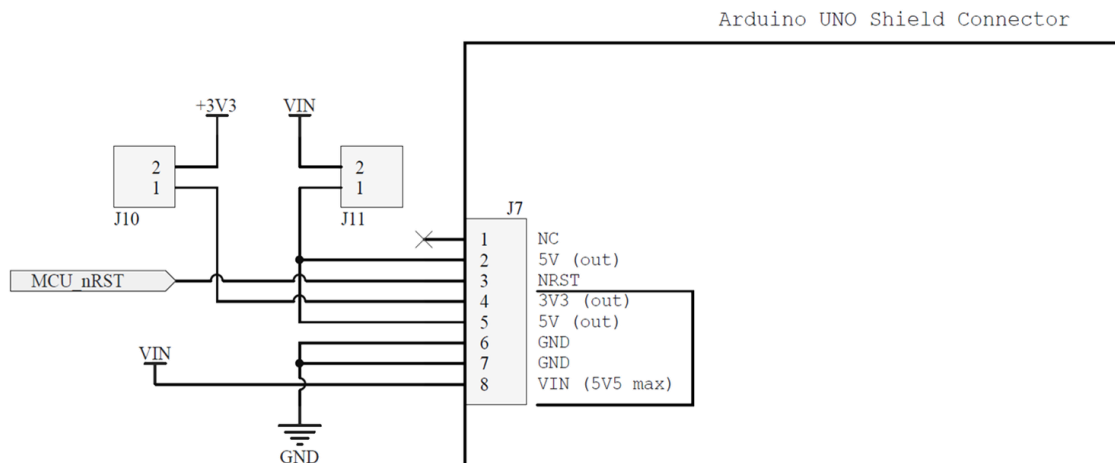 Arduino UNO Shield Connector
+3V3
VIN
2
1
J10
2
1
J11
J7
1 NC
2 5V (out)
MCU_nRST
3 NRST
4 3V3 (out)
5 5V (out)
6 GND
7 GND
VIN
8 VIN (5V5 max)
GND